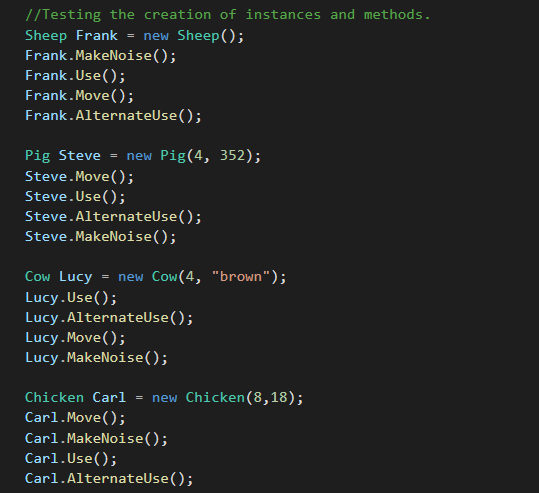 //Testing the creation of instances and methods.
Sheep Frank = new Sheep();
Frank.MakeNoise();
Frank.Use();
Frank.Move();
Frank.AlternateUse();
Pig Steve = new Pig(4, 352);
Steve.Move();
Steve.Use();
Steve.AlternateUse();
Steve.MakeNoise();
Cow Lucy = new Cow(4, "brown");
Lucy.Use();
Lucy.AlternateUse();
Lucy.Move();
Lucy.MakeNoise();
Chicken Carl = new Chicken(8,18);
Carl.Move();
Carl.MakeNoise();
Carl.Use();
Carl.AlternateUse();